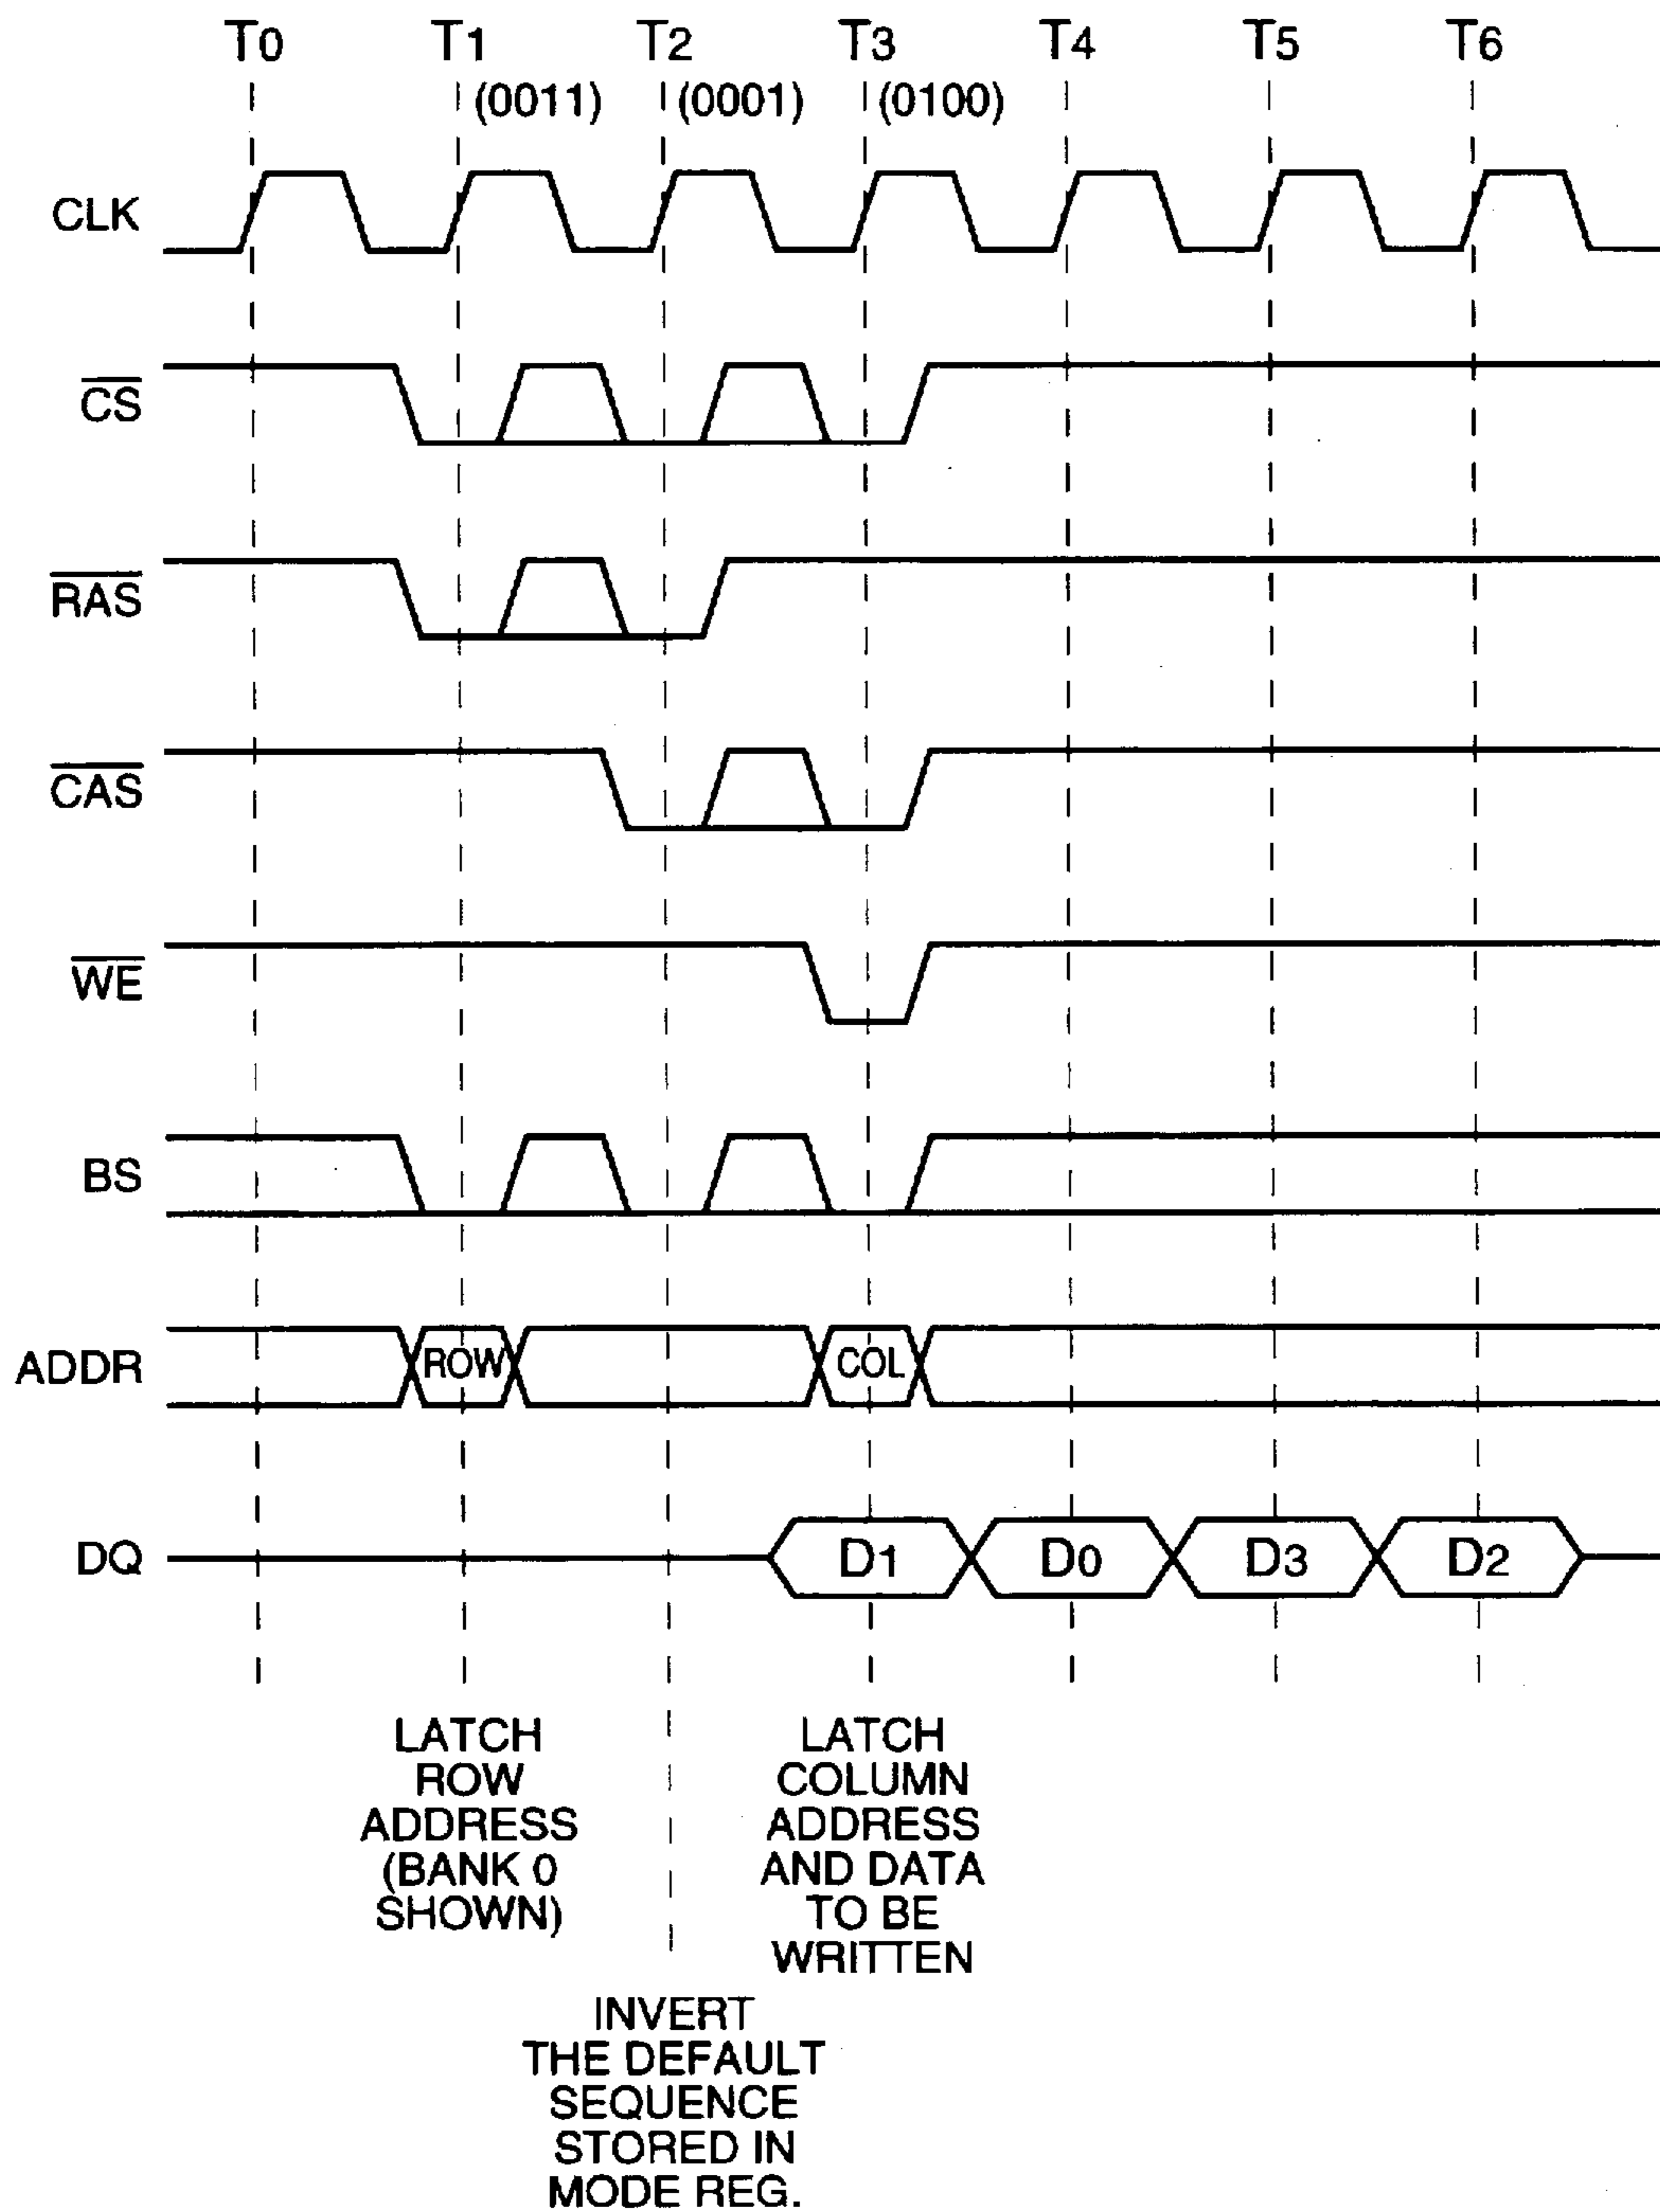 T0 T1 T2 T3 T4 T5 T6
(0011) (0001) (0100)
CLK
CS
RAS
CAS
WE
BS
ADDR ROW COL
DQ D1 D0 D3 D2
LATCH
ROW
ADDRESS
(BANK 0
SHOWN)
LATCH
COLUMN
ADDRESS
AND DATA
TO BE
WRITTEN
INVERT
THE DEFAULT
SEQUENCE
STORED IN
MODE REG.